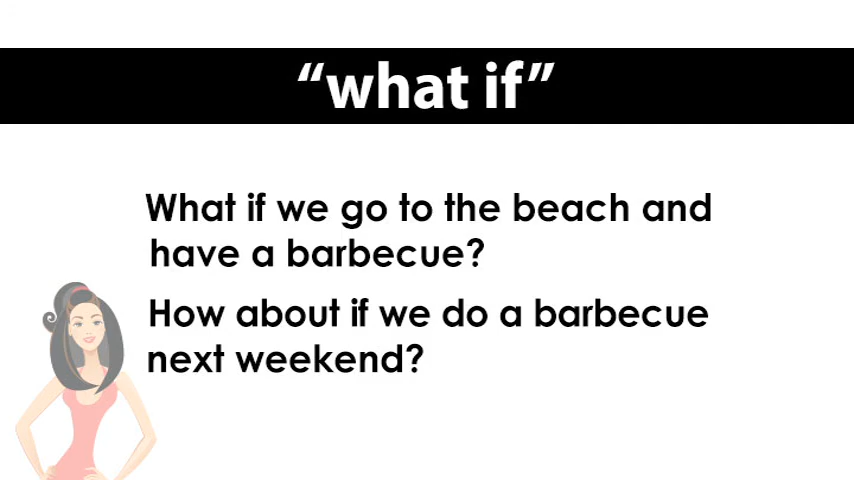 “what if”
What if we go to the beach and
have a barbecue?
How about if we do a barbecue
next weekend?